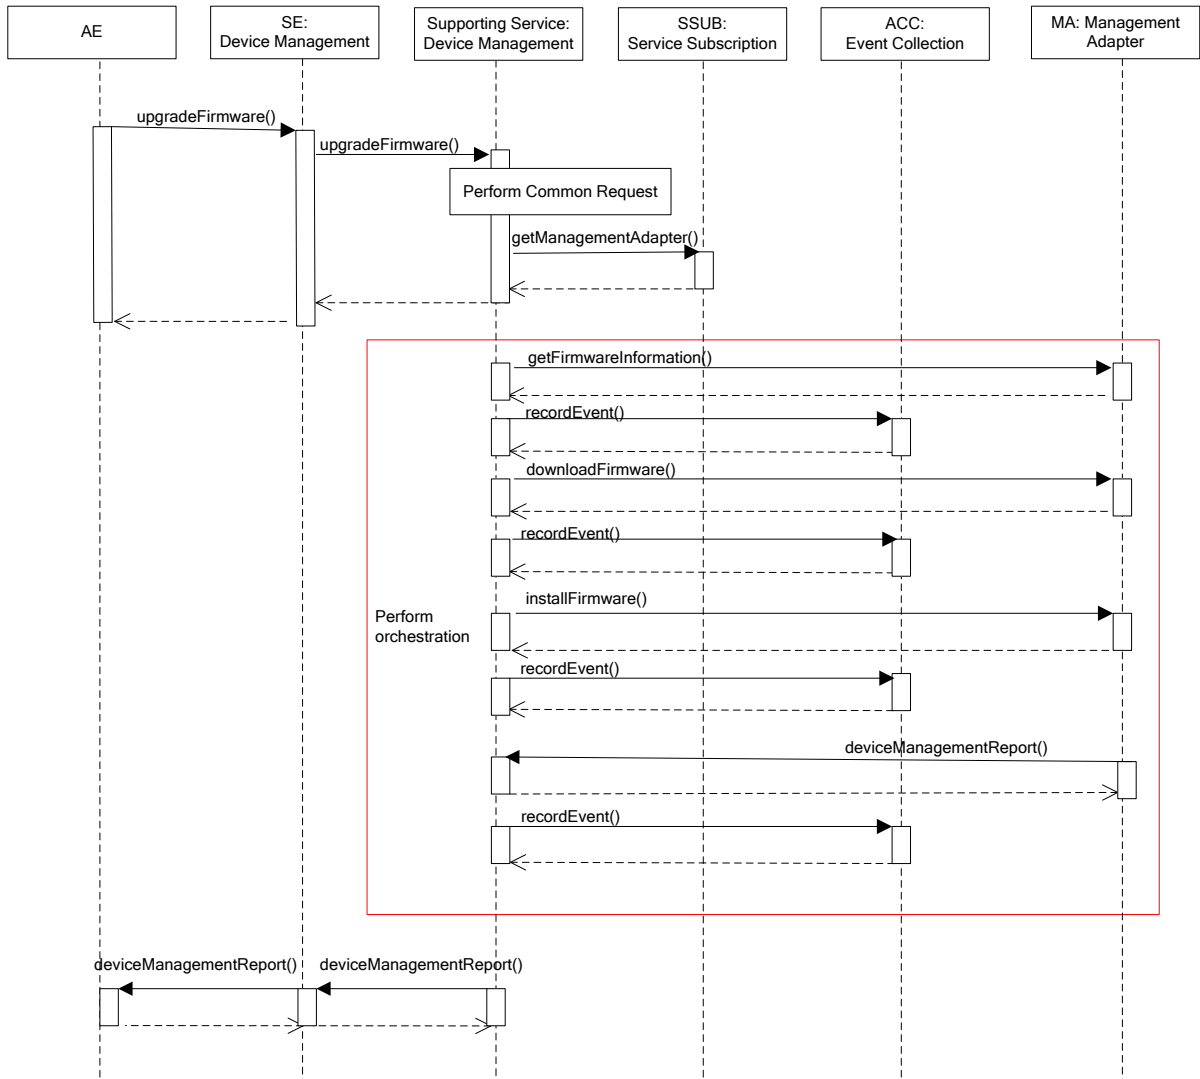 AE
SE:
Device Management
Supporting Service:
Device Management
SSUB:
Service Subscription
ACC:
Event Collection
MA: Management
Adapter
upgradeFirmware()
upgradeFirmware()
Perform Common Request
getManagementAdapter()
getFirmwareInformation()
recordEvent()
downloadFirmware()
recordEvent()
installFirmware()
Perform
orchestration
recordEvent()
deviceManagementReport()
recordEvent()
deviceManagementReport()
deviceManagementReport()